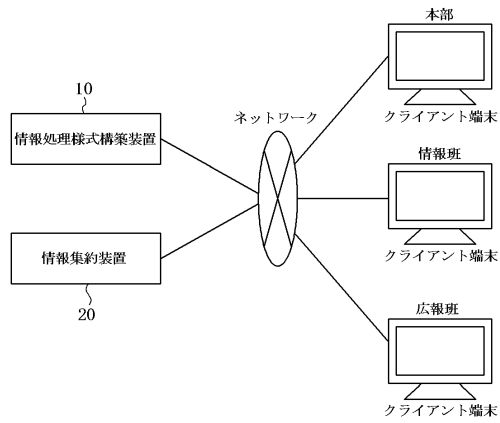 本部
クライアント端末
10
情報処理様式構築装置
ネットワーク
情報班
クライアント端末
情報集約装置
20
広報班
クライアント端末